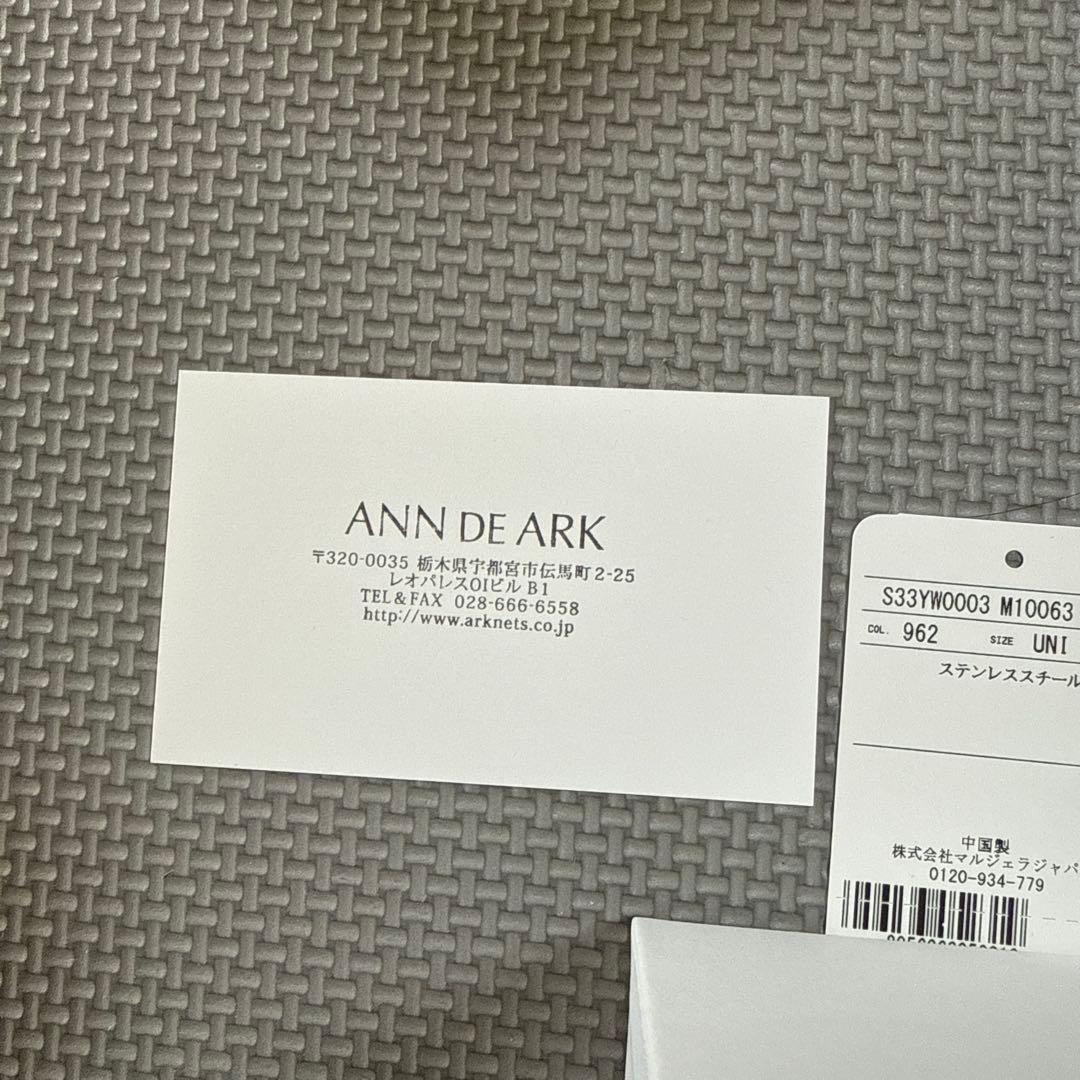 ANN DE ARK
〒320-0035 栃木県宇都宮市伝馬町2-25
レオパレスOIビル B1
TEL&FAX 028-666-6558
http://www.arknets.co.jp
S33YW0003 M10063
COL. 962 SIZE UNI
ステンレススチール
中国製
株式会社マルジェラジャパ
0120-934-779